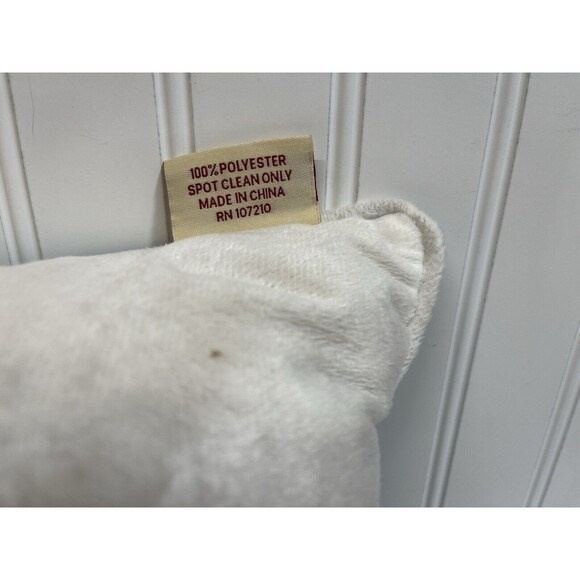 100% POLYESTER
SPOT CLEAN ONLY
MADE IN CHINA
RN 107210